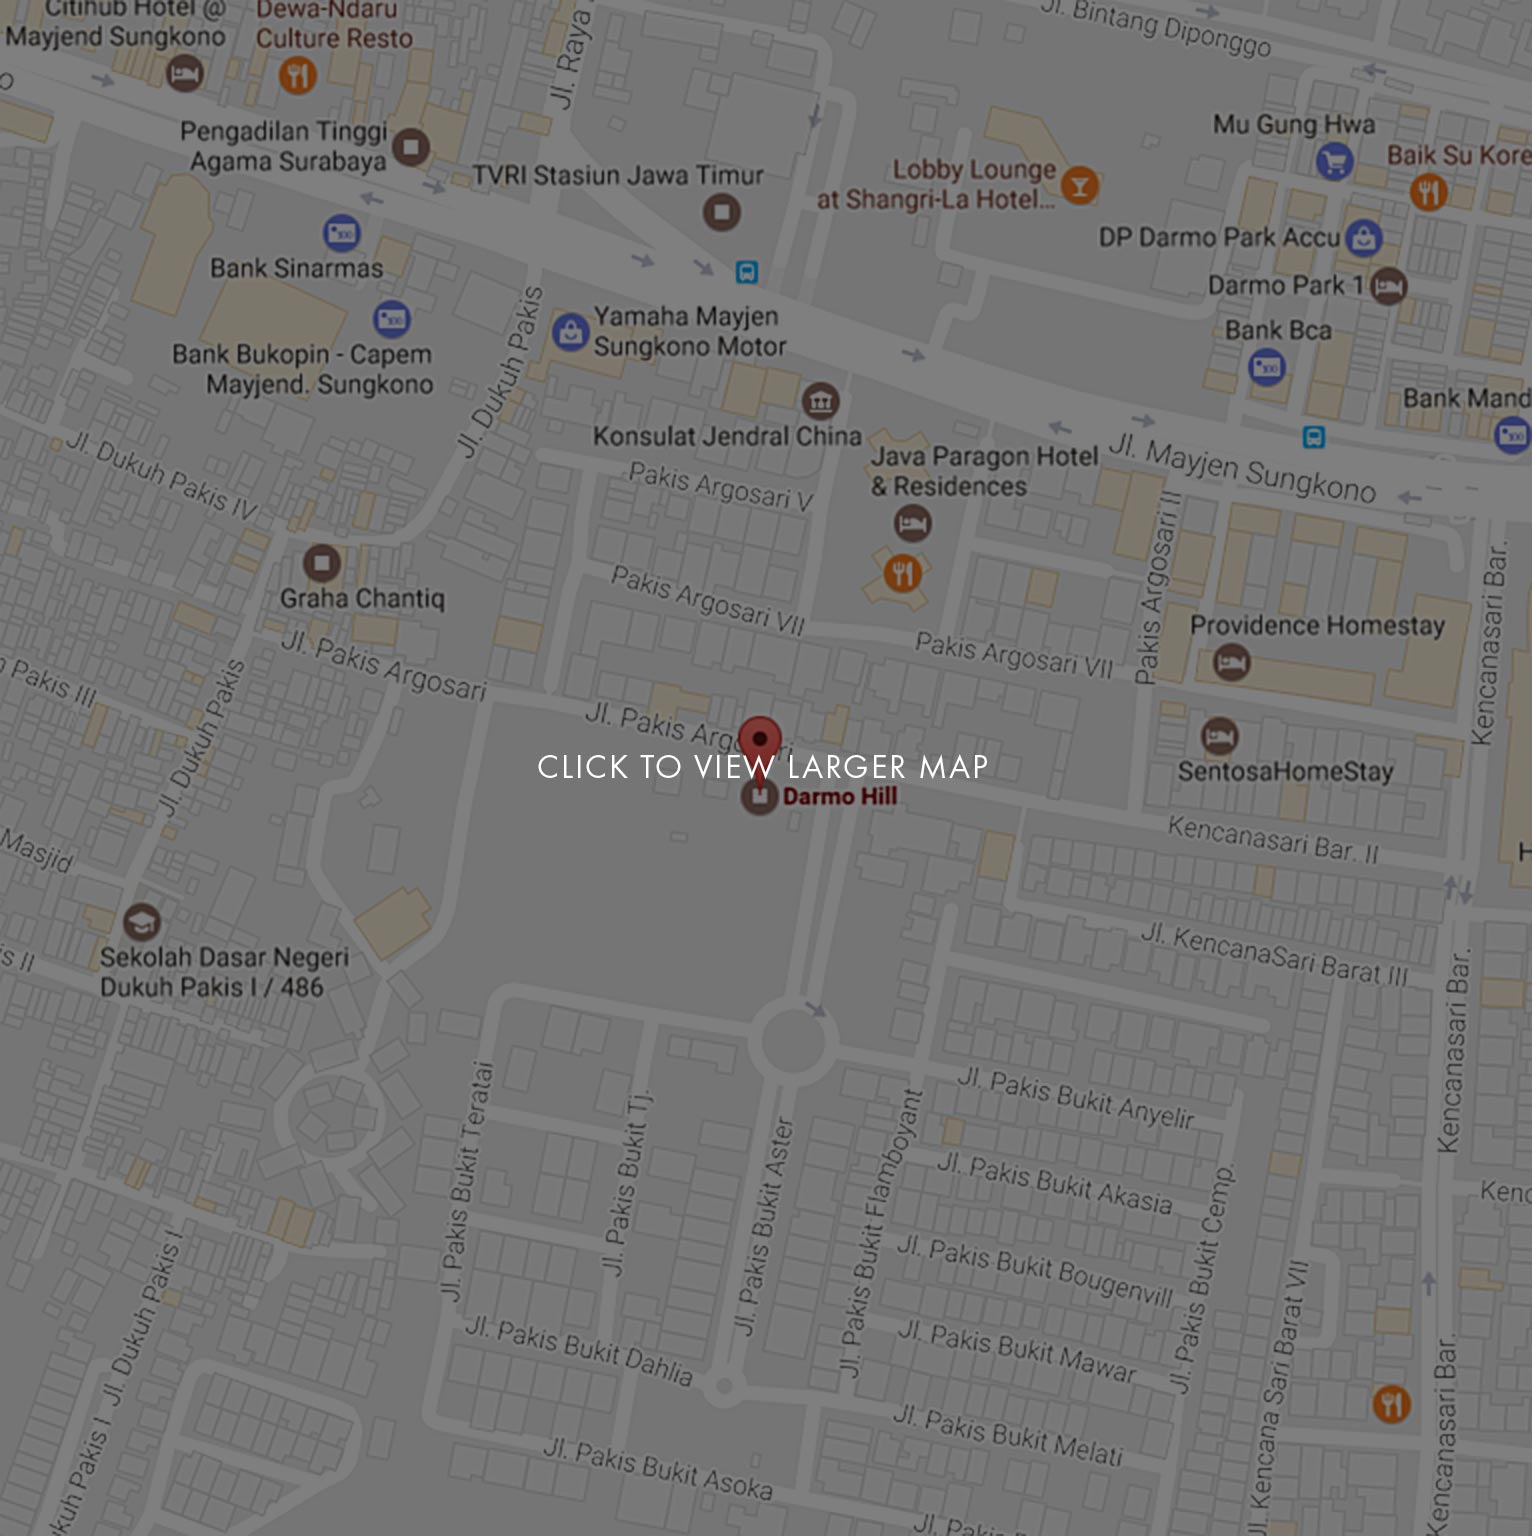 Citihub Hotel @
Mayjend Sungkono
Dewa-Ndaru
Culture Resto
Jl. Raya
Jl. Bintang Diponggo
Pengadilan Tinggi
Agama Surabaya
TVRI Stasiun Jawa Timur
Lobby Lounge
at Shangri-La Hotel...
Mu Gung Hwa
Baik Su Kore
DP Darmo Park Accu
Darmo Park 1
Bank Sinarmas
Bank Bukopin - Capem
Mayjend. Sungkono
Jl. Dukuh Pakis
Yamaha Mayjen
Sungkono Motor
Bank Bca
Bank Mand
Konsulat Jendral China
Java Paragon Hotel
& Residences
Jl. Mayjen Sungkono
Jl. Dukuh Pakis IV
Pakis Argosari V
Graha Chantiq
Pakis Argosari VII
Pakis Argosari VII
Pakis Argosari II
Providence Homestay
Kencanasari Bar.
Jl. Pakis Argosari
Pakis III
Jl. Dukuh Pakis
Jl. Pakis Argosari
SentosaHomeStay
CLICK TO VIEW LARGER MAP
Darmo Hill
Kencanasari Bar. II
Masjid
Sekolah Dasar Negeri
Dukuh Pakis I / 486
is II
Jl. KencanaSari Barat III
Kencanasari Bar.
Jl. Pakis Bukit Teratai
Jl. Pakis Bukit Tj.
Jl. Pakis Bukit Aster
Jl. Pakis Bukit Flamboyant
Jl. Pakis Bukit Anyelir
Jl. Pakis Bukit Akasia
Jl. Pakis Bukit Cemp.
Kenc
Jl. Pakis Bukit Bougenvill
Jl. Dukuh Pakis I
Jl. Pakis Bukit Dahlia
Jl. Pakis Bukit Mawar
Jl. Kencana Sari Barat VII
Kencanasari Bar.
Jl. Pakis Bukit Melati
Jl. Pakis Bukit Asoka
kuh Pakis I
Jl. Pakis